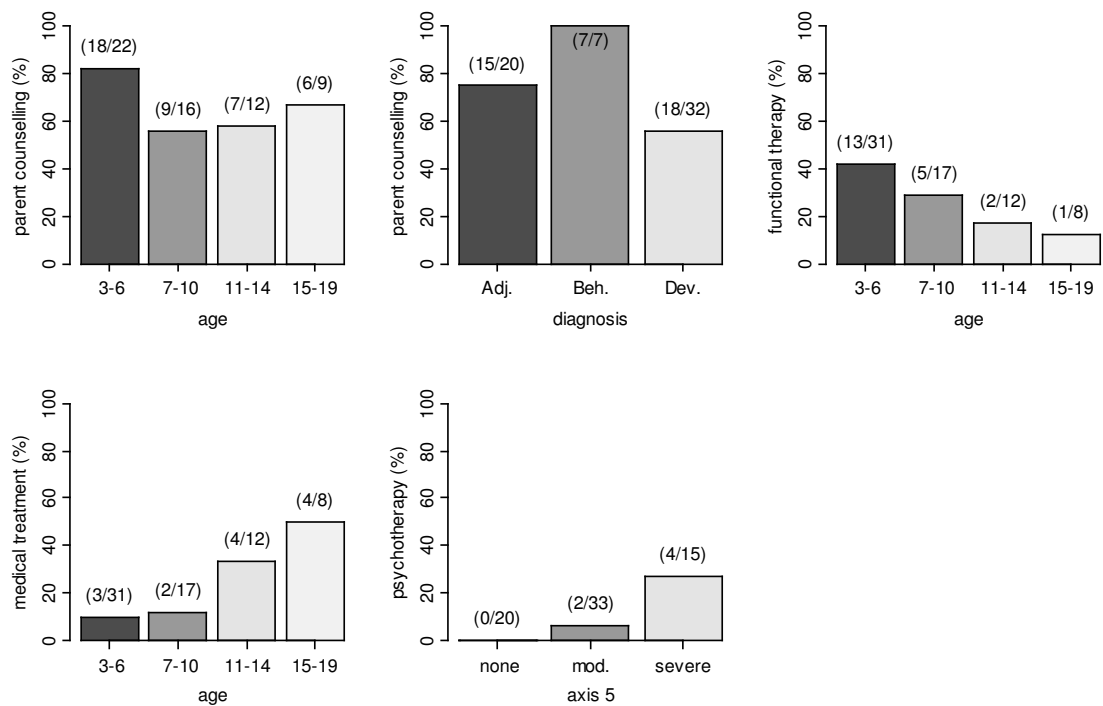 parent counselling (%)
0 20 40 60 80 100
(18/22)
(9/16)
(7/12)
(6/9)
3-6 7-10 11-14 15-19
age
parent counselling (%)
0 20 40 60 80 100
(15/20)
(7/7)
(18/32)
Adj. Beh. Dev.
diagnosis
functional therapy (%)
0 20 40 60 80 100
(13/31)
(5/17)
(2/12)
(1/8)
3-6 7-10 11-14 15-19
age
medical treatment (%)
0 20 40 60 80 100
(3/31)
(2/17)
(4/12)
(4/8)
3-6 7-10 11-14 15-19
age
psychotherapy (%)
0 20 40 60 80 100
(0/20)
(2/33)
(4/15)
none mod. severe
axis 5